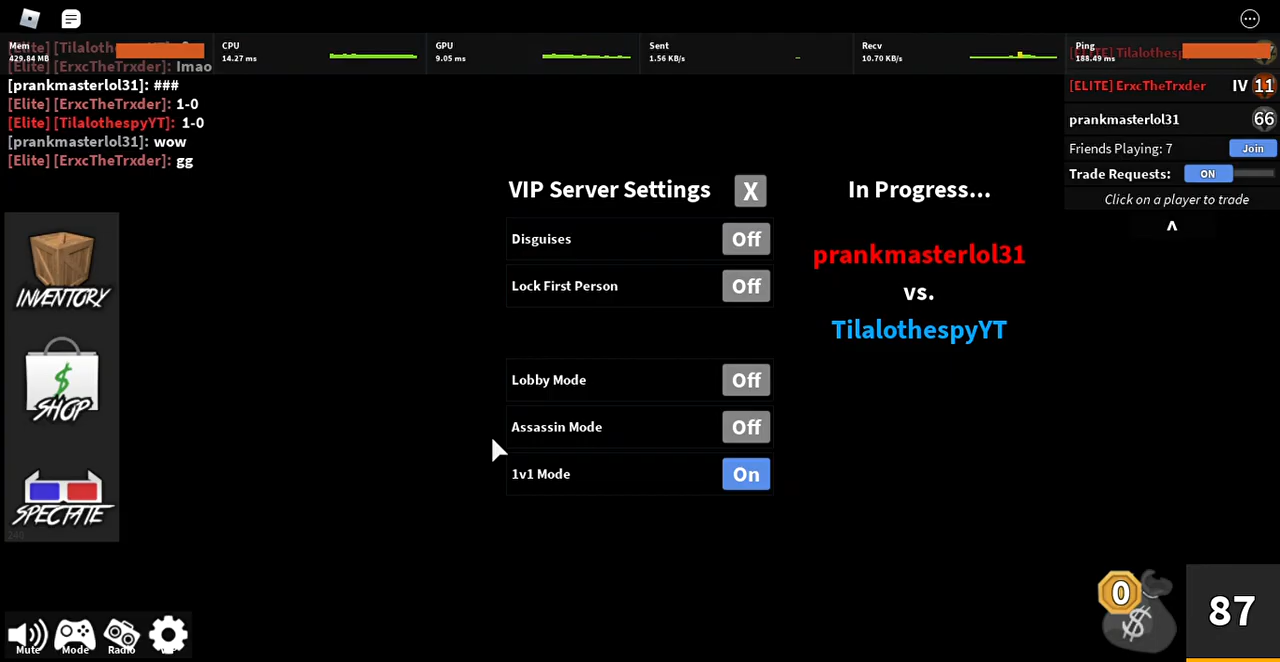 Mem
429.84 MB
CPU
14.27 ms
GPU
9.05 ms
Sent
1.56 KB/s
Recv
10.70 KB/s
Ping
188.49 ms
[Elite] [ErxcTheTrxder]: lmao
[prankmasterlol31]: ###
[Elite] [ErxcTheTrxder]: 1-0
[Elite] [TilalothespyYT]: 1-0
[prankmasterlol31]: wow
[Elite] [ErxcTheTrxder]: gg
[ELITE] Tilalothesp
[ELITE] ErxcTheTrxder IV 11
prankmasterlol31 66
Friends Playing: 7 Join
Trade Requests: ON
Click on a player to trade
^
INVENTORY
SHOP
SPECTATE
240
VIP Server Settings X
Disguises Off
Lock First Person Off
Lobby Mode Off
Assassin Mode Off
1v1 Mode On
In Progress...
prankmasterlol31
vs.
TilalothespyYT
Mute
Mode
Radio
0
$
87